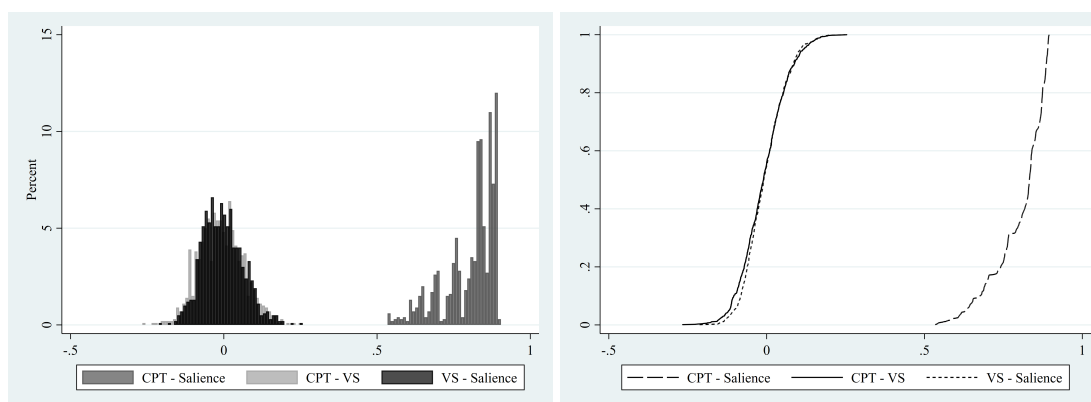 15
10
5
0
Percent
-.5 0 .5 1
CPT - Salience CPT - VS VS - Salience
1
.8
.6
.4
.2
0
-.5 0 .5 1
CPT - Salience CPT - VS VS - Salience